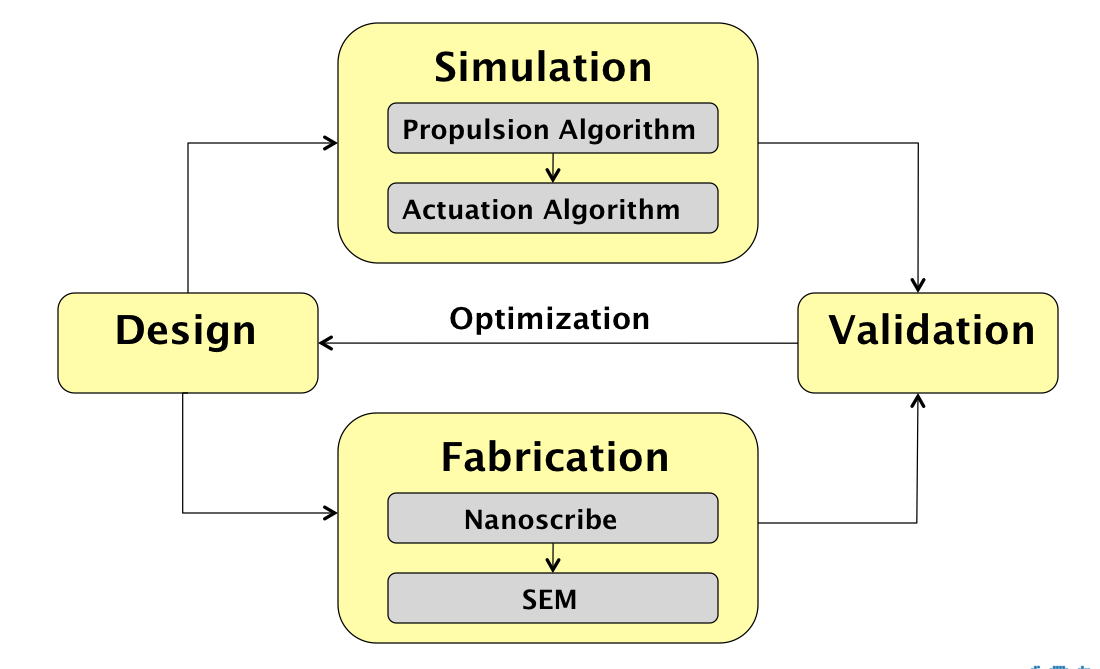 Simulation
Propulsion Algorithm
Actuation Algorithm
Optimization
Design
Validation
Fabrication
Nanoscribe
SEM